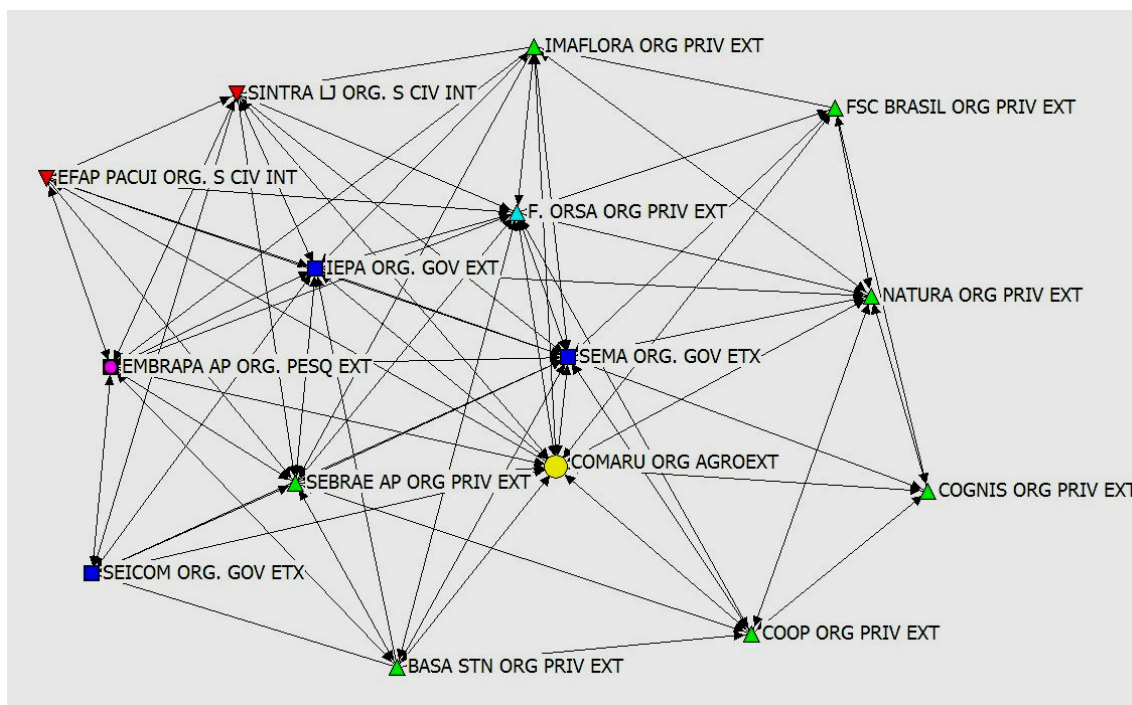 IMAFLORA ORG PRIV EXT
SINTRA LJ ORG. S CIV INT
FSC BRASIL ORG PRIV EXT
EFAP PACUI ORG. S CIV INT
F. ORSA ORG PRIV EXT
IEPA ORG. GOV EXT
NATURA ORG PRIV EXT
SEMA ORG. GOV ETX
EMBRAPA AP ORG. PESQ EXT
COMARU ORG AGROEXT
SEBRAE AP ORG PRIV EXT
COGNIS ORG PRIV EXT
SEICOM ORG. GOV ETX
COOP ORG PRIV EXT
BASA STN ORG PRIV EXT